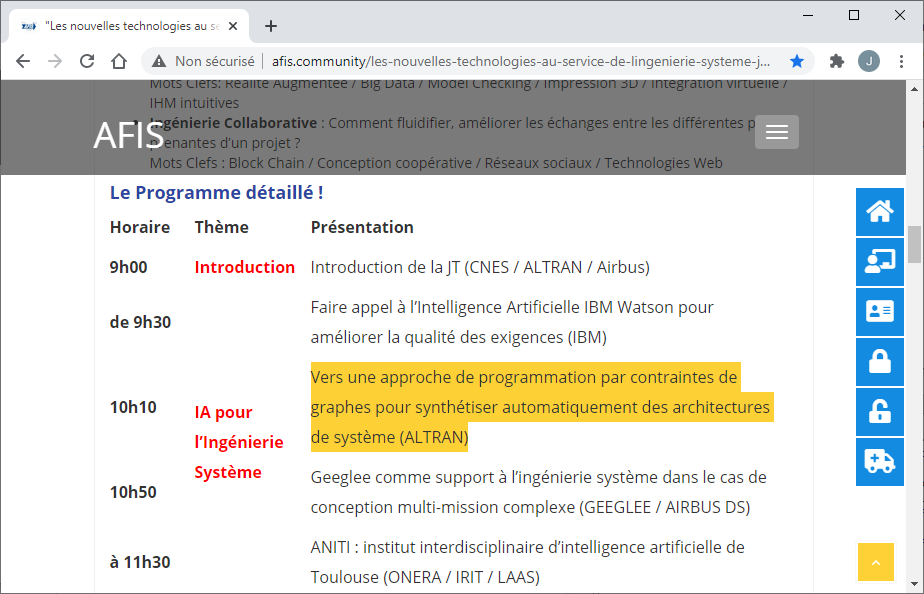 "Les nouvelles technologies au se
Non sécurisé
afis.community/les-nouvelles-technologies-au-service-de-lingenierie-systeme-j...
J
Mots Clefs: Réalité Augmentée / Big Data / Model Checking / Impression 3D / Intégration virtuelle /
IHM intuitives
Ingénierie Collaborative : Comment fluidifier, améliorer les échanges entre les différentes p
prenantes d'un projet ?
Mots Clefs : Block Chain / Conception coopérative / Réseaux sociaux / Technologies Web
AFIS
Le Programme détaillé !
Horaire Thème Présentation
9h00 Introduction Introduction de la JT (CNES / ALTRAN / Airbus)
de 9h30
Faire appel à l'Intelligence Artificielle IBM Watson pour
améliorer la qualité des exigences (IBM)
10h10
Vers une approche de programmation par contraintes de
graphes pour synthétiser automatiquement des architectures
de système (ALTRAN)
IA pour
l'Ingénierie
Système
10h50
Geeglee comme support à l'ingénierie système dans le cas de
conception multi-mission complexe (GEEGLEE / AIRBUS DS)
à 11h30
ANITI : institut interdisciplinaire d'intelligence artificielle de
Toulouse (ONERA / IRIT / LAAS)